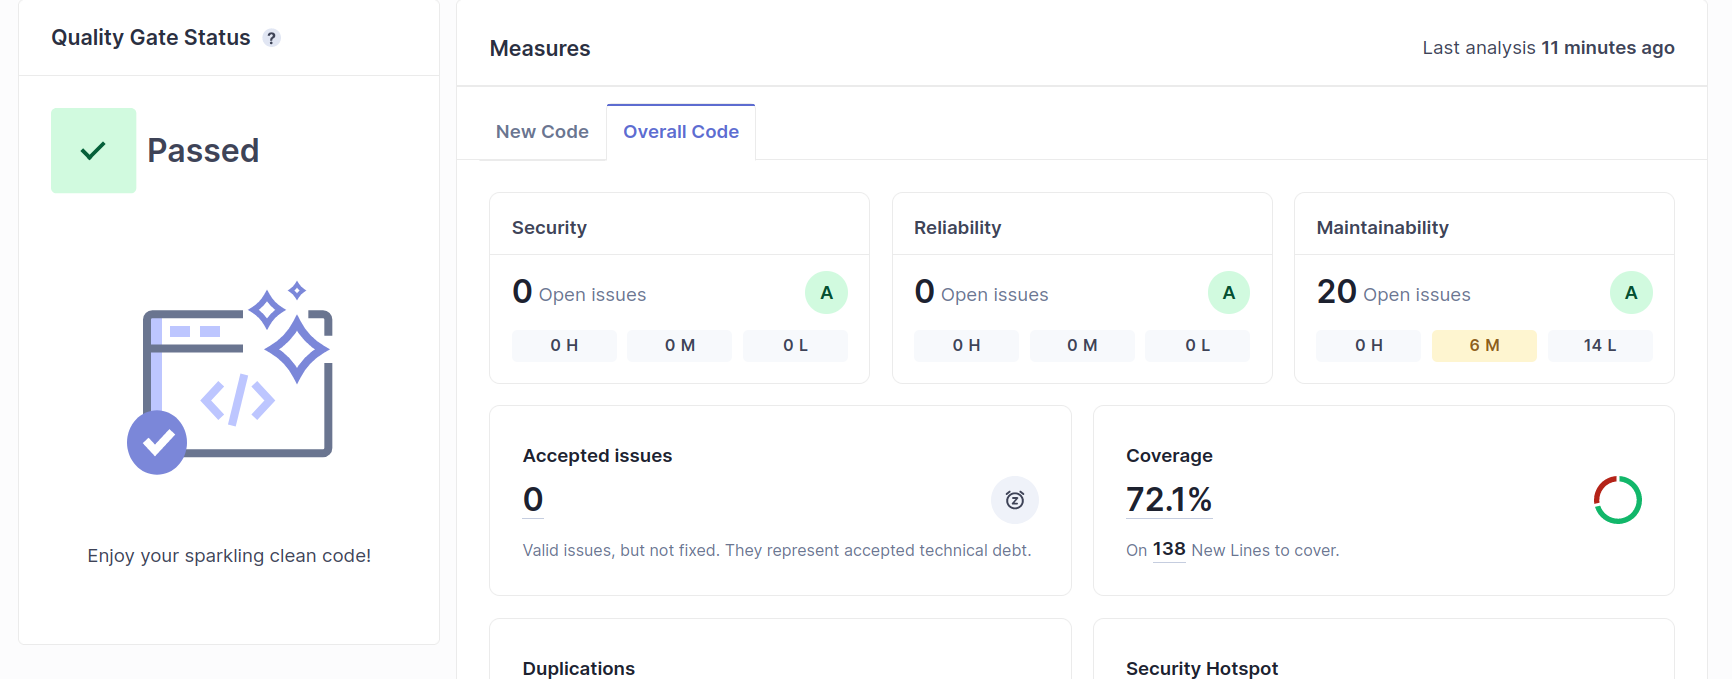 Quality Gate Status ?
Passed
Enjoy your sparkling clean code!
Measures
Last analysis 11 minutes ago
New Code
Overall Code
Security
0 Open issues
A
0 H
0 M
0 L
Reliability
0 Open issues
A
0 H
0 M
0 L
Maintainability
20 Open issues
A
0 H
6 M
14 L
Accepted issues
0
Valid issues, but not fixed. They represent accepted technical debt.
Coverage
72.1%
On 138 New Lines to cover.
Duplications
Security Hotspot